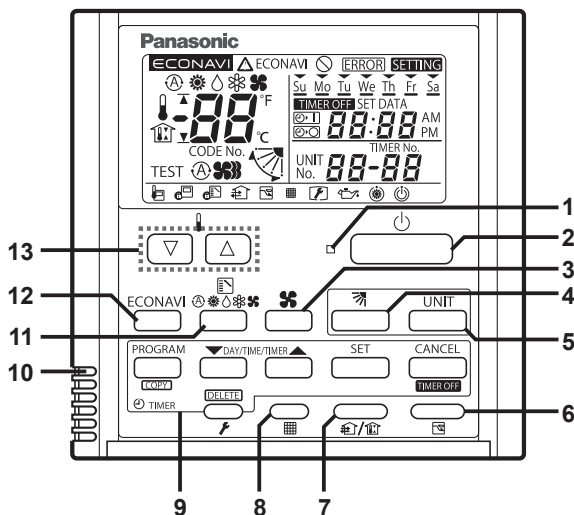 Panasonic
ECONAVI ECONAVI ERROR SETTING
A
Su Mo Tu We Th Fr Sa
°F
TIMER OFF SET DATA
-88
88:88 AM
PM
°C
CODE No.
TIMER No.
TEST A
UNIT No. 88-88
1
2
3
4
5
6
7
8
9
10
11
12
13
ECONAVI
A
UNIT
PROGRAM
DAY/TIME/TIMER
SET
CANCEL
COPY
TIMER OFF
TIMER
DELETE
/